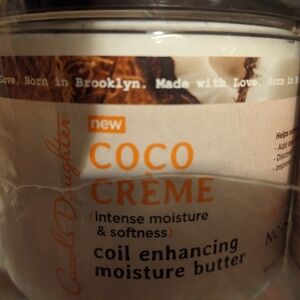 Love. Born in Brooklyn. Made with Love. Born in
Carol's Daughter
new
COCO
CRÈME
(intense moisture
& softness)
coil enhancing
moisture butter
Helps